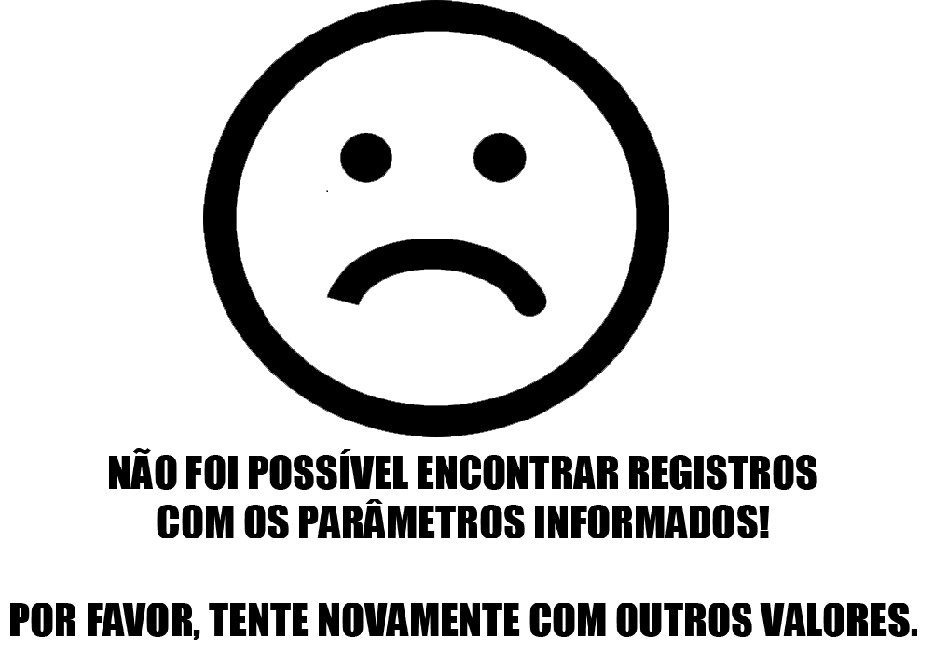 NÃO FOI POSSÍVEL ENCONTRAR REGISTROS
COM OS PARÂMETROS INFORMADOS!
POR FAVOR, TENTE NOVAMENTE COM OUTROS VALORES.